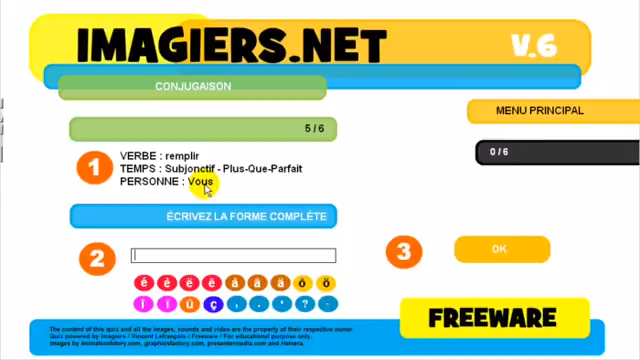 IMAGIERS.NET
V.6
CONJUGAISON
MENU PRINCIPAL
5 / 6
0 / 6
1
VERBE : remplir
TEMPS : Subjonctif - Plus-Que-Parfait
PERSONNE : Vous
ÉCRIVEZ LA FORME COMPLÈTE
2
3
OK
FREEWARE
The content of this quiz and all the images, sounds and video are the property of their respective owner.
Quiz powered by Imagiers / Vincent Lefrançois / Freeware / For educational purpose only.
Images by animationfactory.com, graphicsfactory.com, presentermedia.com and Hemera.